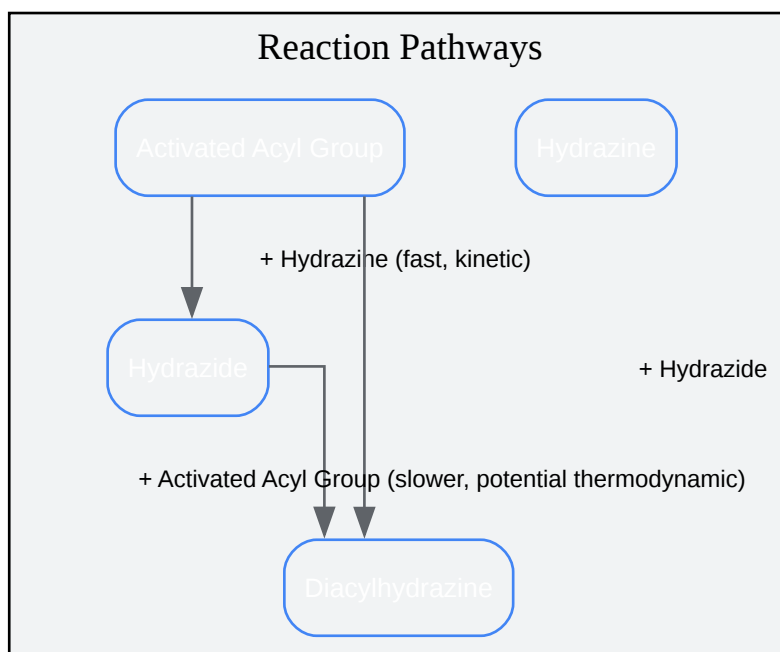 Reaction Pathways
Activated Acyl Group
Hydrazine
+ Hydrazine (fast, kinetic)
Hydrazide
+ Hydrazide
+ Activated Acyl Group (slower, potential thermodynamic)
Diacylhydrazine